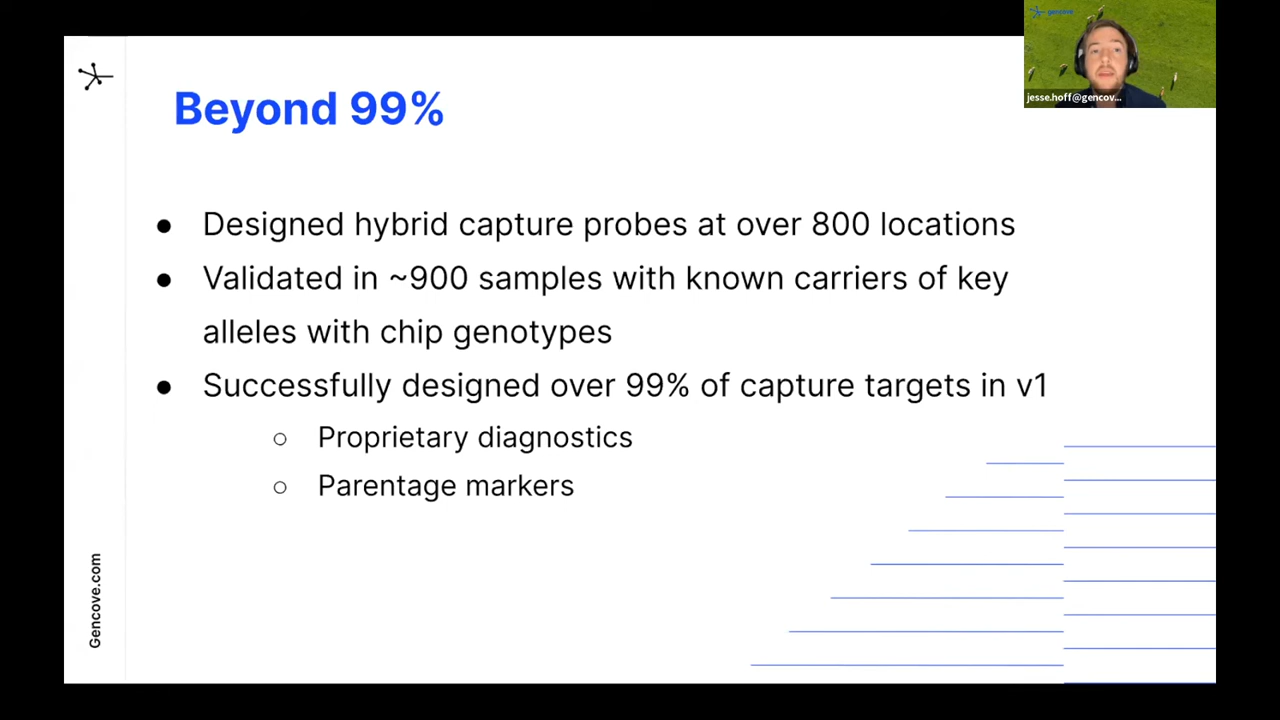 gencove
jesse.hoff@gencov...
Beyond 99%
● Designed hybrid capture probes at over 800 locations
● Validated in ~900 samples with known carriers of key
alleles with chip genotypes
● Successfully designed over 99% of capture targets in v1
○ Proprietary diagnostics
○ Parentage markers
Gencove.com